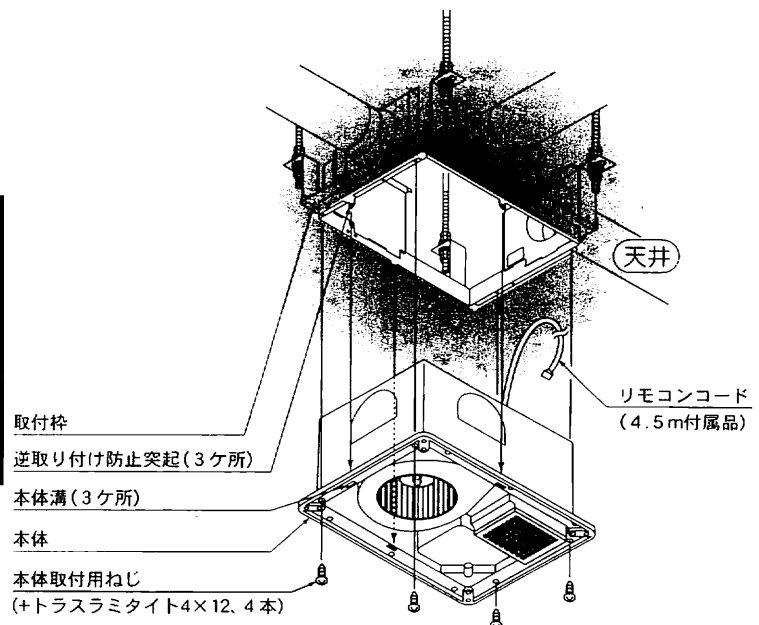 天井
リモコンコード
(4.5m付属品)
取付枠
逆取り付け防止突起(3ケ所)
本体溝(3ケ所)
本体
本体取付用ねじ
(+トラスラミタイト4×12、4本)